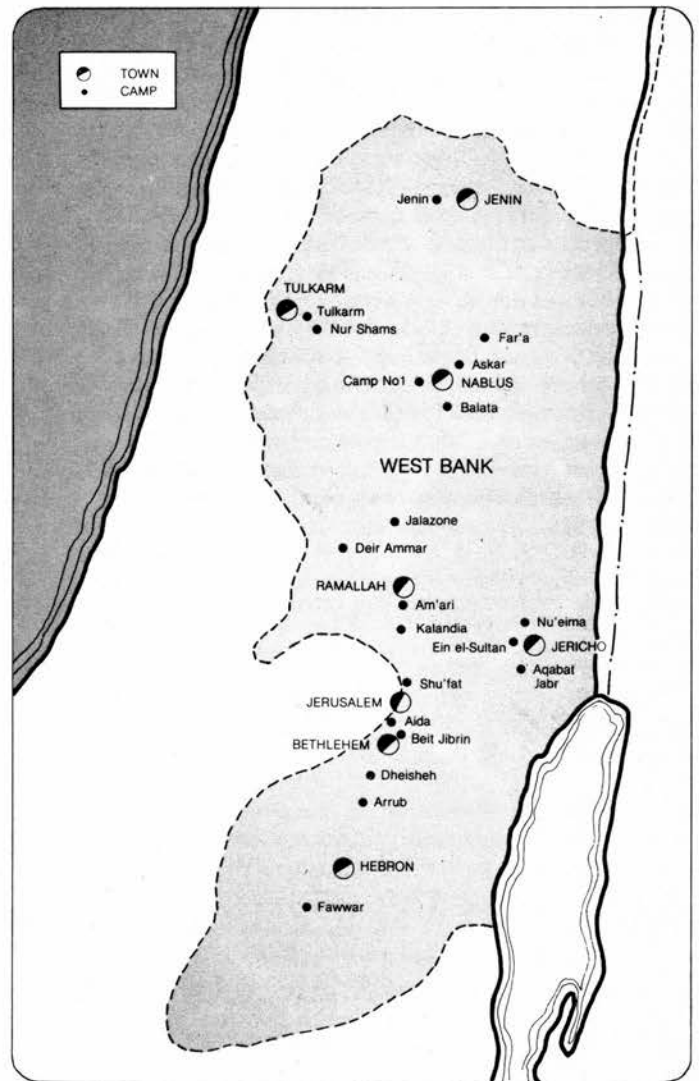 TOWN
CAMP
Jenin
JENIN
TULKARM
Tulkarm
Nur Shams
Far'a
Askar
Camp No1
NABLUS
Balata
WEST BANK
Jalazone
Deir Ammar
RAMALLAH
Am'ari
Kalandia
Nu'eima
Ein el-Sultan
JERICHO
Aqabat
Jabr
Shu'fat
JERUSALEM
Aida
Beit Jibrin
BETHLEHEM
Dheisheh
Arrub
HEBRON
Fawwar